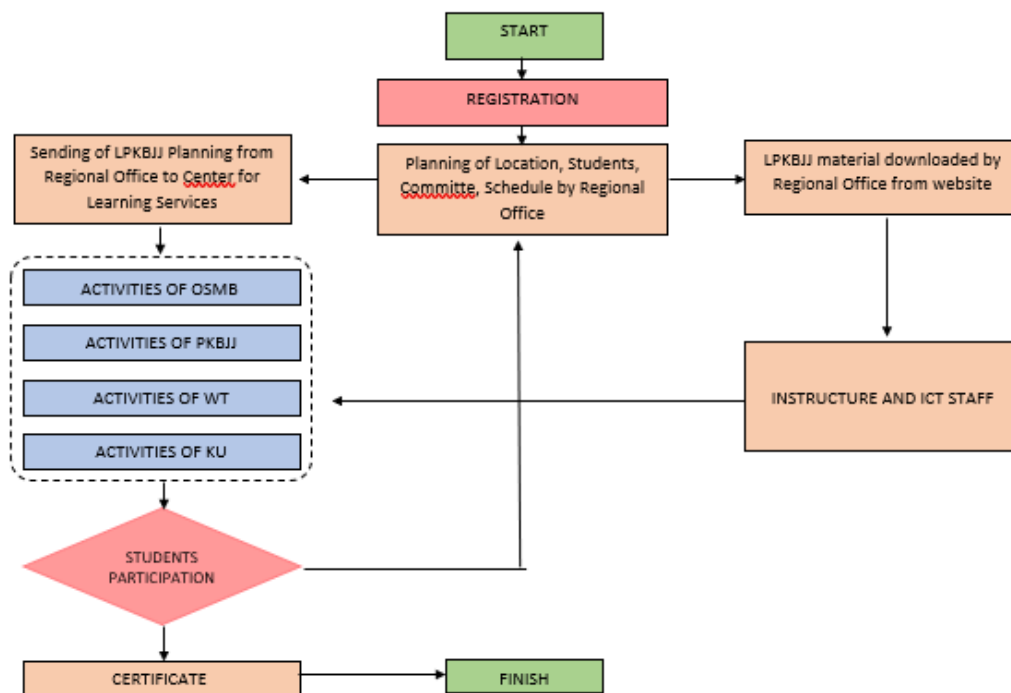 START
REGISTRATION
Sending of LPKBJJ Planning from
Regional Office to Center for
Learning Services
Planning of Location, Students,
Committe, Schedule by Regional
Office
LPKBJJ material downloaded by
Regional Office from website
ACTIVITIES OF OSMB
ACTIVITIES OF PKBJJ
ACTIVITIES OF WT
ACTIVITIES OF KU
INSTRUCTURE AND ICT STAFF
STUDENTS
PARTICIPATION
CERTIFICATE
FINISH